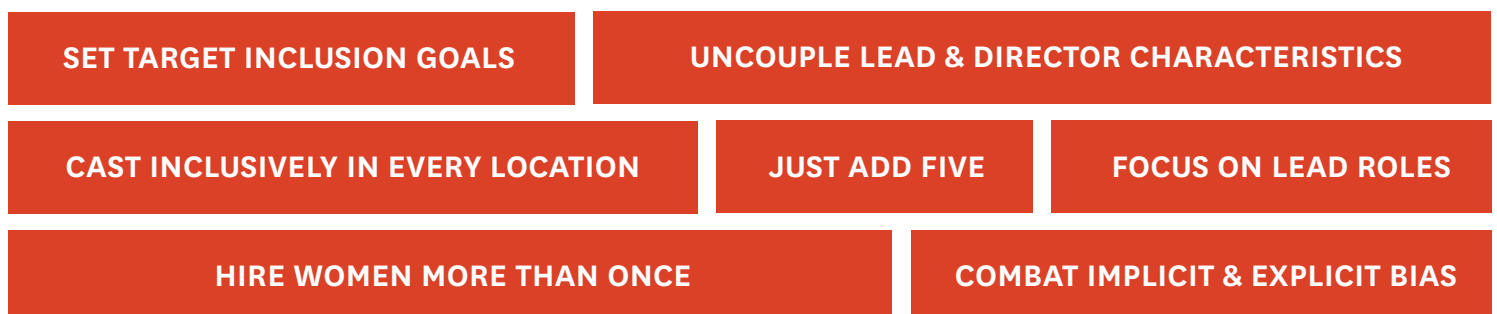 SET TARGET INCLUSION GOALS
UNCOUPLE LEAD & DIRECTOR CHARACTERISTICS
CAST INCLUSIVELY IN EVERY LOCATION
JUST ADD FIVE
FOCUS ON LEAD ROLES
HIRE WOMEN MORE THAN ONCE
COMBAT IMPLICIT & EXPLICIT BIAS